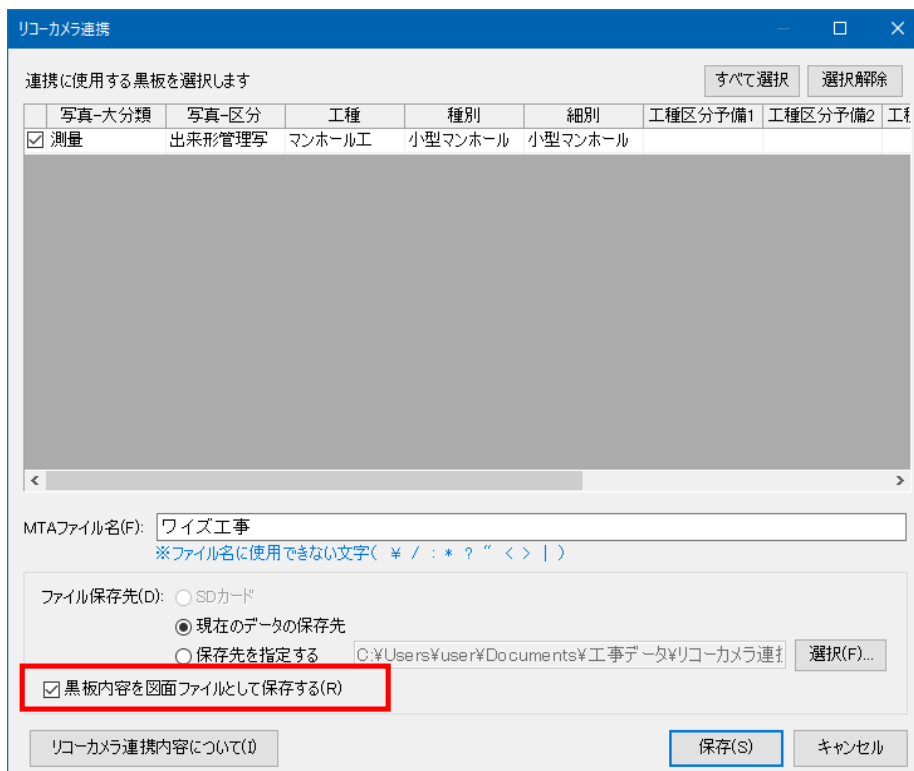 リコーカメラ連携
連携に使用する黒板を選択します
すべて選択 選択解除
写真-大分類 写真-区分 工種 種別 細別 工種区分予備1 工種区分予備2
測量 出来形管理写 マンホール工 小型マンホール 小型マンホール
MTAファイル名(F): ワイズ工事
※ファイル名に使用できない文字( ¥ / : * ? ” < > | )
ファイル保存先(D): SDカード
現在のデータの保存先
保存先を指定する C:¥Users¥user¥Documents¥工事データ¥リコーカメラ連 選択(F)...
黒板内容を図面ファイルとして保存する(R)
リコーカメラ連携内容について(I) 保存(S) キャンセル